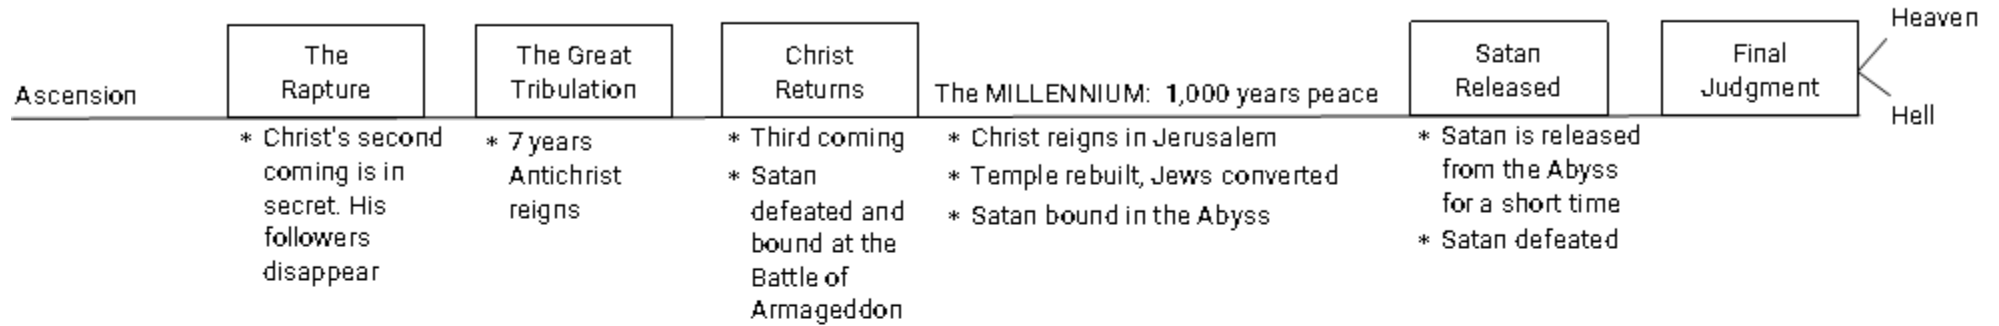 Ascension
The
Rapture
* Christ's second
coming is in
secret. His
followers
disappear
The Great
Tribulation
* 7 years
Antichrist
reigns
Christ
Returns
* Third coming
* Satan
defeated and
bound at the
Battle of
Armageddon
The MILLENNIUM: 1,000 years peace
* Christ reigns in Jerusalem
* Temple rebuilt, Jews converted
* Satan bound in the Abyss
Satan
Released
* Satan is released
from the Abyss
for a short time
* Satan defeated
Final
Judgment
Heaven
Hell